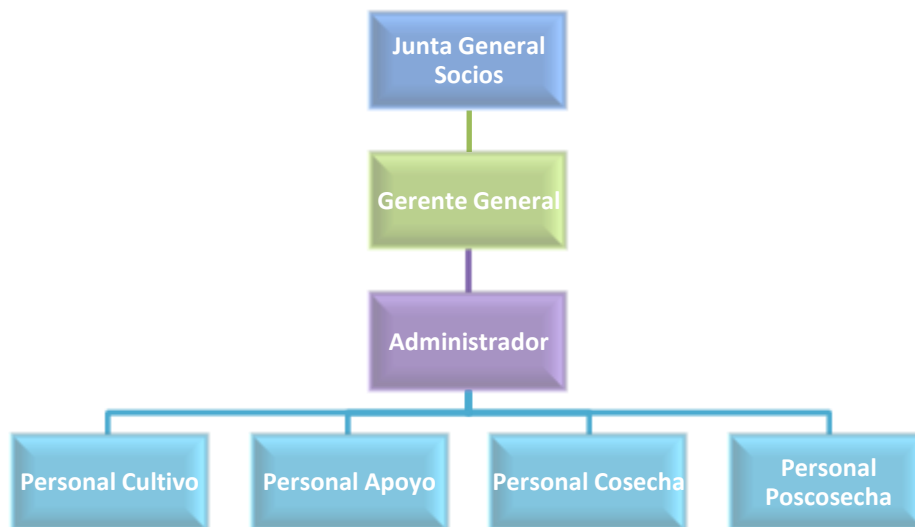 Junta General
Socios
Gerente General
Administrador
Personal Cultivo
Personal Apoyo
Personal Cosecha
Personal
Poscosecha